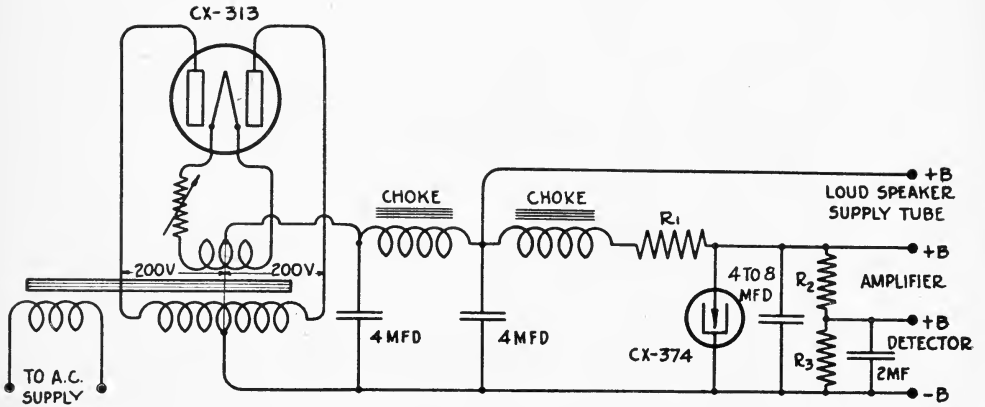 CX-313
200V
200V
TO A.C.
SUPPLY
CHOKE
CHOKE
4 MFD
4 MFD
R1
CX-374
4 TO 8
MFD
R2
R3
2MF
+B
LOUD SPEAKER
SUPPLY TUBE
+B
AMPLIFIER
+B
DETECTOR
-B